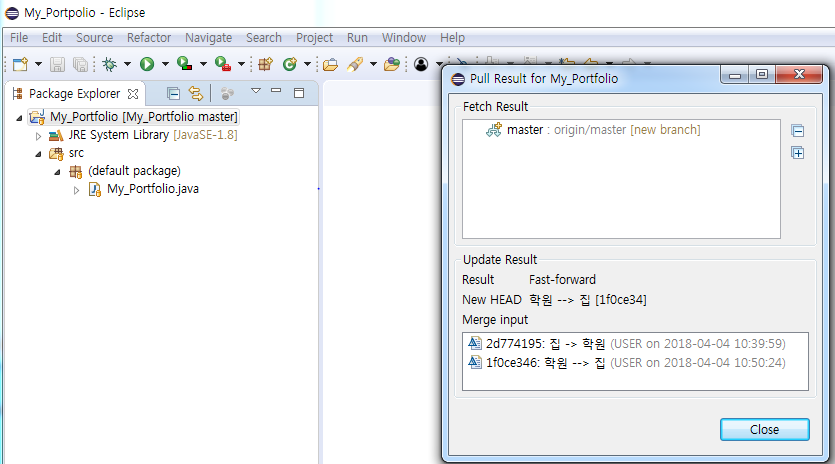 My_Portpolio - Eclipse
File Edit Source Refactor Navigate Search Project Run Window Help
Package Explorer
My_Portfolio [My_Portfolio master]
JRE System Library [JavaSE-1.8]
src
(default package)
My_Portfolio.java
Pull Result for My_Portfolio
Fetch Result
master : origin/master [new branch]
Update Result
Result Fast-forward
New HEAD 학원 --> 집 [1f0ce34]
Merge input
2d774195: 집 -> 학원 (USER on 2018-04-04 10:39:59)
1f0ce346: 학원 --> 집 (USER on 2018-04-04 10:50:24)
Close